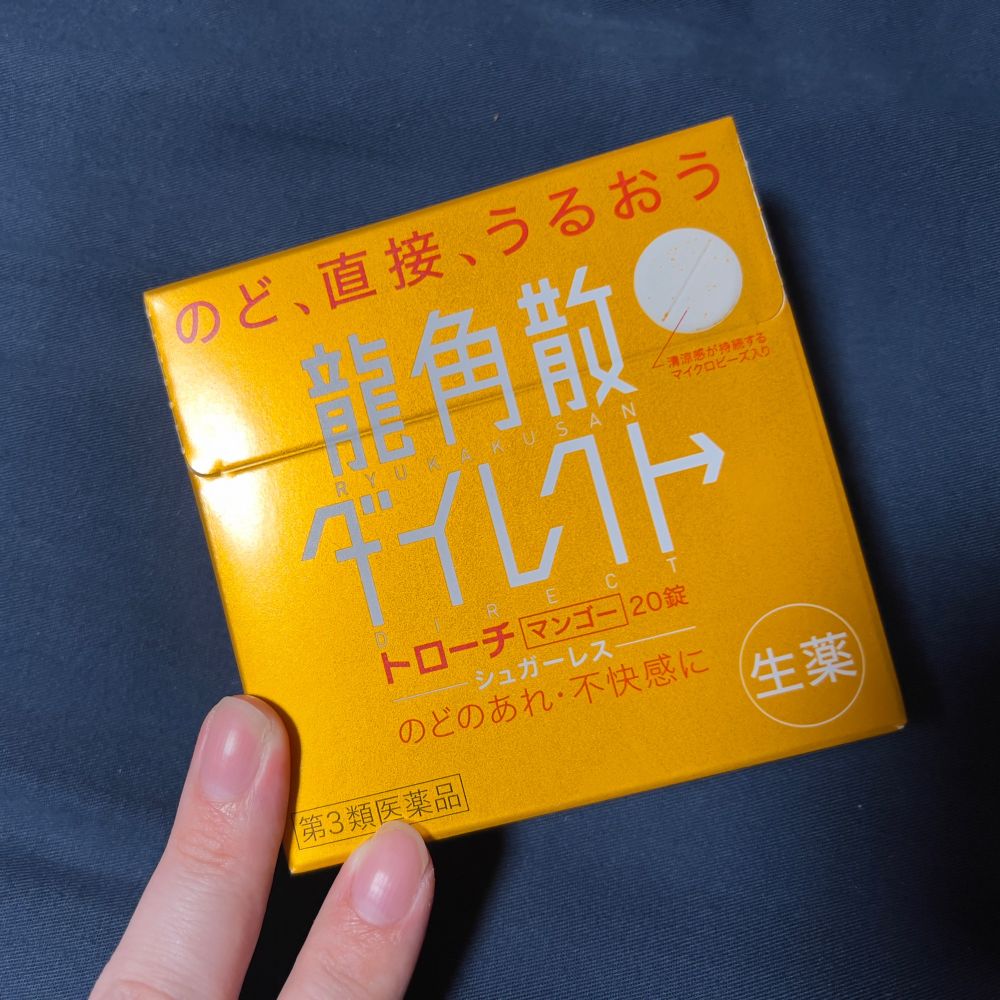 のど、直接、うるおう
龍角散
RYUKAKUSAN
ダイレクト
DIRECT
清涼感が持続する
マイクロビーズ入り
トローチ マンゴー 20錠
シュガーレス
のどのあれ・不快感に
生薬
第3類医薬品